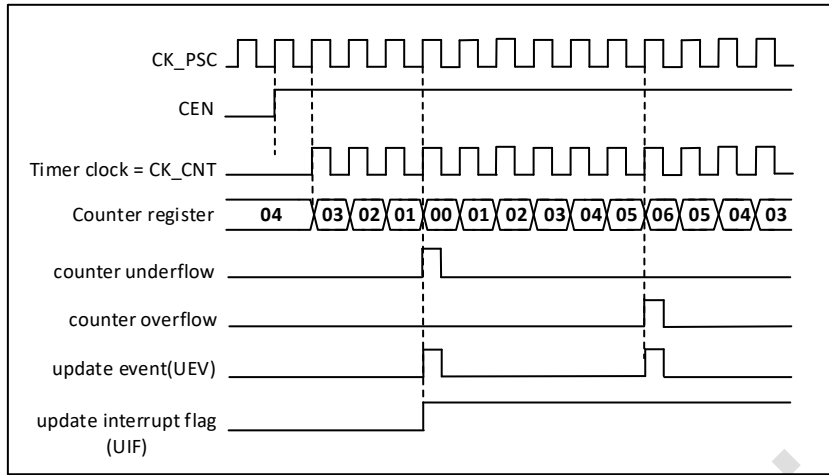 CK_PSC
CEN
Timer clock = CK_CNT
Counter register 04 03 02 01 00 01 02 03 04 05 06 05 04 03
counter underflow
counter overflow
update event(UEV)
update interrupt flag
(UIF)